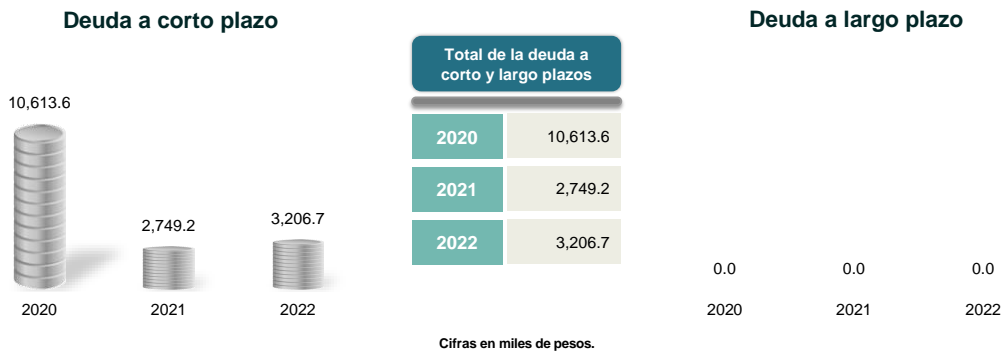 Deuda a corto plazo
10,613.6
2,749.2
3,206.7
2020
2021
2022
Total de la deuda a
corto y largo plazos
2020 10,613.6
2021 2,749.2
2022 3,206.7
Cifras en miles de pesos.
Deuda a largo plazo
0.0 0.0 0.0
2020 2021 2022